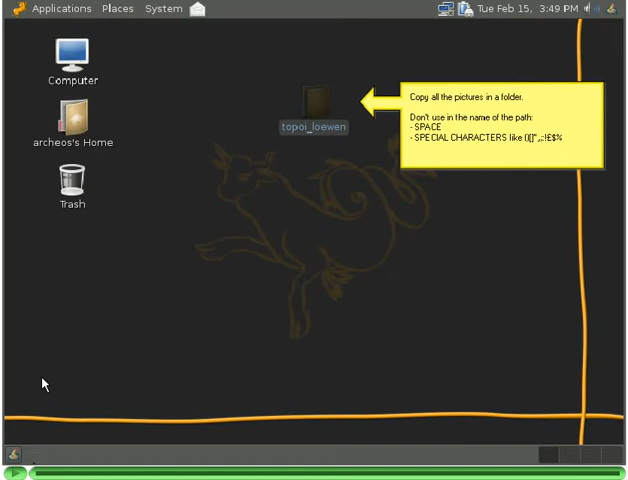 Applications Places System Tue Feb 15, 3:49 PM
Computer
archeos's Home
Trash
topoi_loewen
Copy all the pictures in a folder.
Don't use in the name of the path:
- SPACE
- SPECIAL CHARACTERS like ()[]",;:!£$%